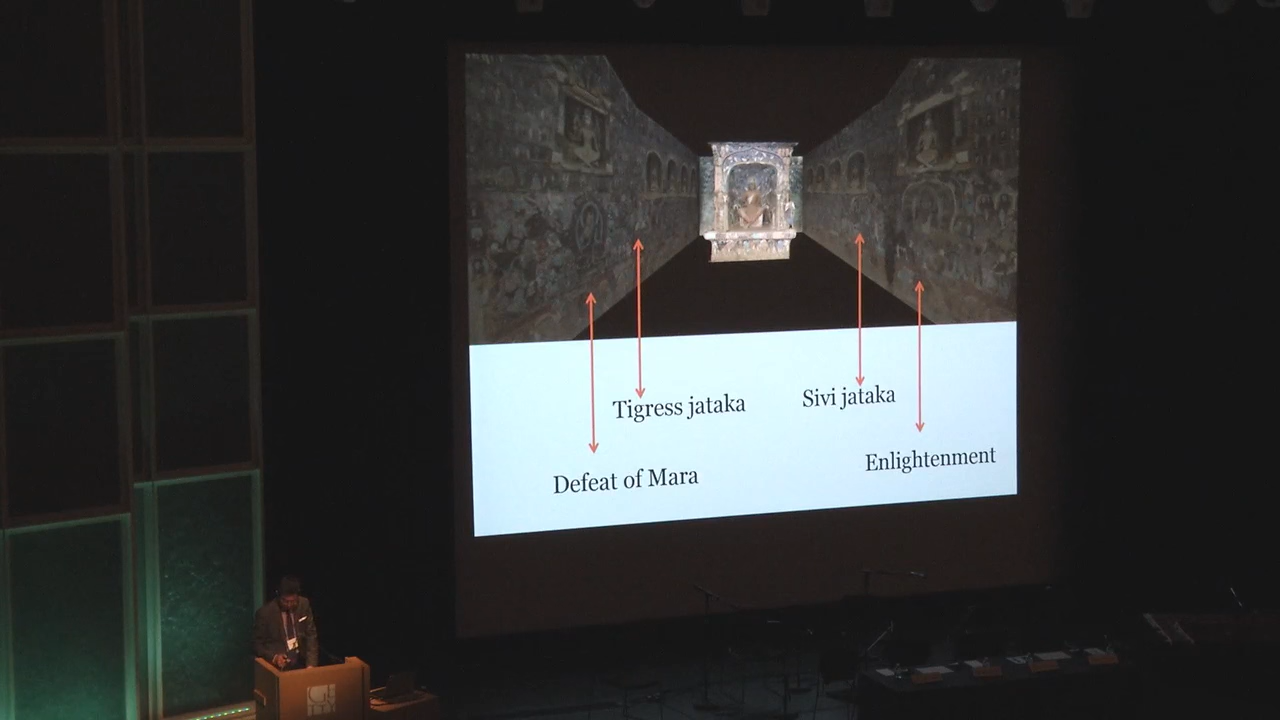 Tigress jataka
Sivi jataka
Defeat of Mara
Enlightenment